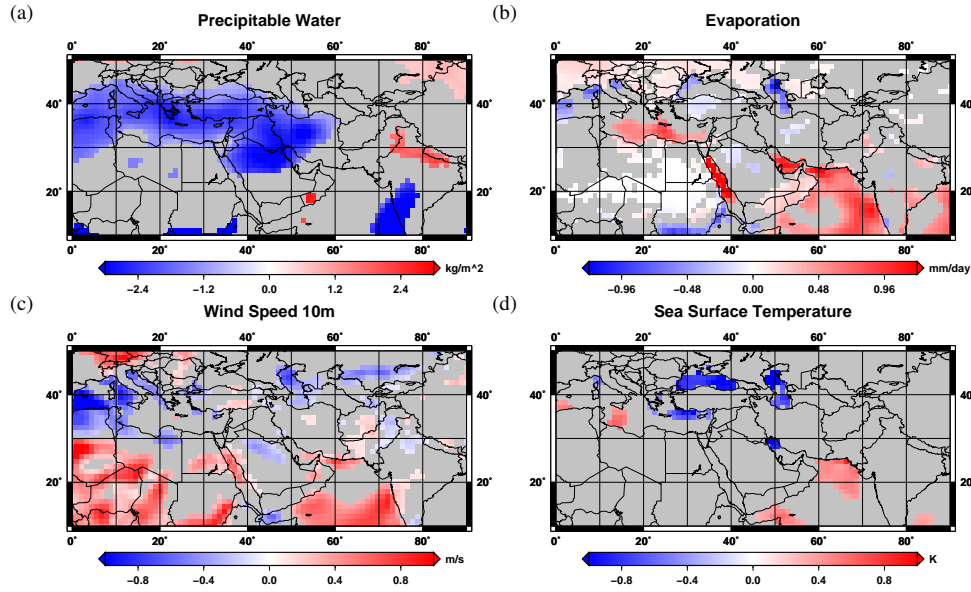 (a)
Precipitable Water
0˚ 20˚ 40˚ 60˚ 80˚
40˚ 40˚
20˚ 20˚
0˚ 20˚ 40˚ 60˚ 80˚
kg/m^2
−2.4 −1.2 0.0 1.2 2.4
(b)
Evaporation
0˚ 20˚ 40˚ 60˚ 80˚
40˚ 40˚
20˚ 20˚
0˚ 20˚ 40˚ 60˚ 80˚
mm/day
−0.96 −0.48 0.00 0.48 0.96
(c)
Wind Speed 10m
0˚ 20˚ 40˚ 60˚ 80˚
40˚ 40˚
20˚ 20˚
0˚ 20˚ 40˚ 60˚ 80˚
m/s
−0.8 −0.4 0.0 0.4 0.8
(d)
Sea Surface Temperature
0˚ 20˚ 40˚ 60˚ 80˚
40˚ 40˚
20˚ 20˚
0˚ 20˚ 40˚ 60˚ 80˚
K
−0.8 −0.4 0.0 0.4 0.8